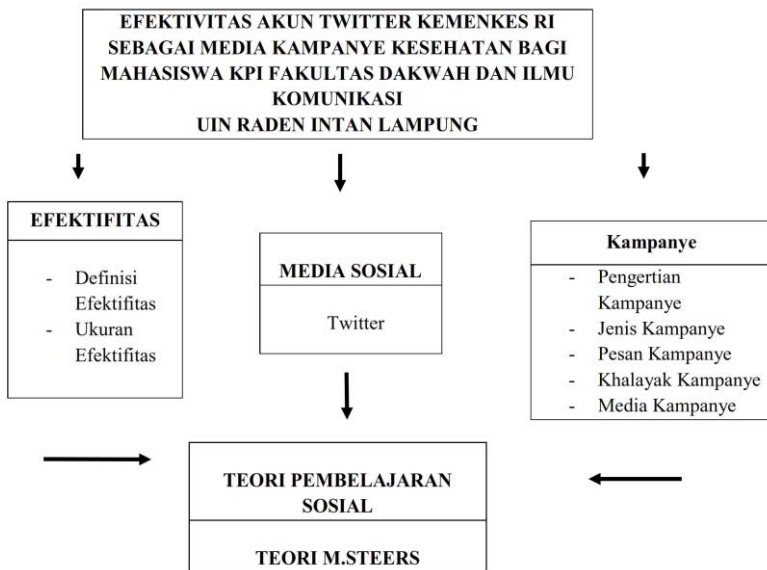 EFEKTIVITAS AKUN TWITTER KEMENKES RI
SEBAGAI MEDIA KAMPANYE KESEHATAN BAGI
MAHASISWA KPI FAKULTAS DAKWAH DAN ILMU
KOMUNIKASI
UIN RADEN INTAN LAMPUNG
EFEKTIFITAS
- Definisi
Efektifitas
- Ukuran
Efektifitas
MEDIA SOSIAL
Twitter
Kampanye
- Pengertian
Kampanye
- Jenis Kampanye
- Pesan Kampanye
- Khalayak Kampanye
- Media Kampanye
TEORI PEMBELAJARAN
SOSIAL
TEORI M.STEERS